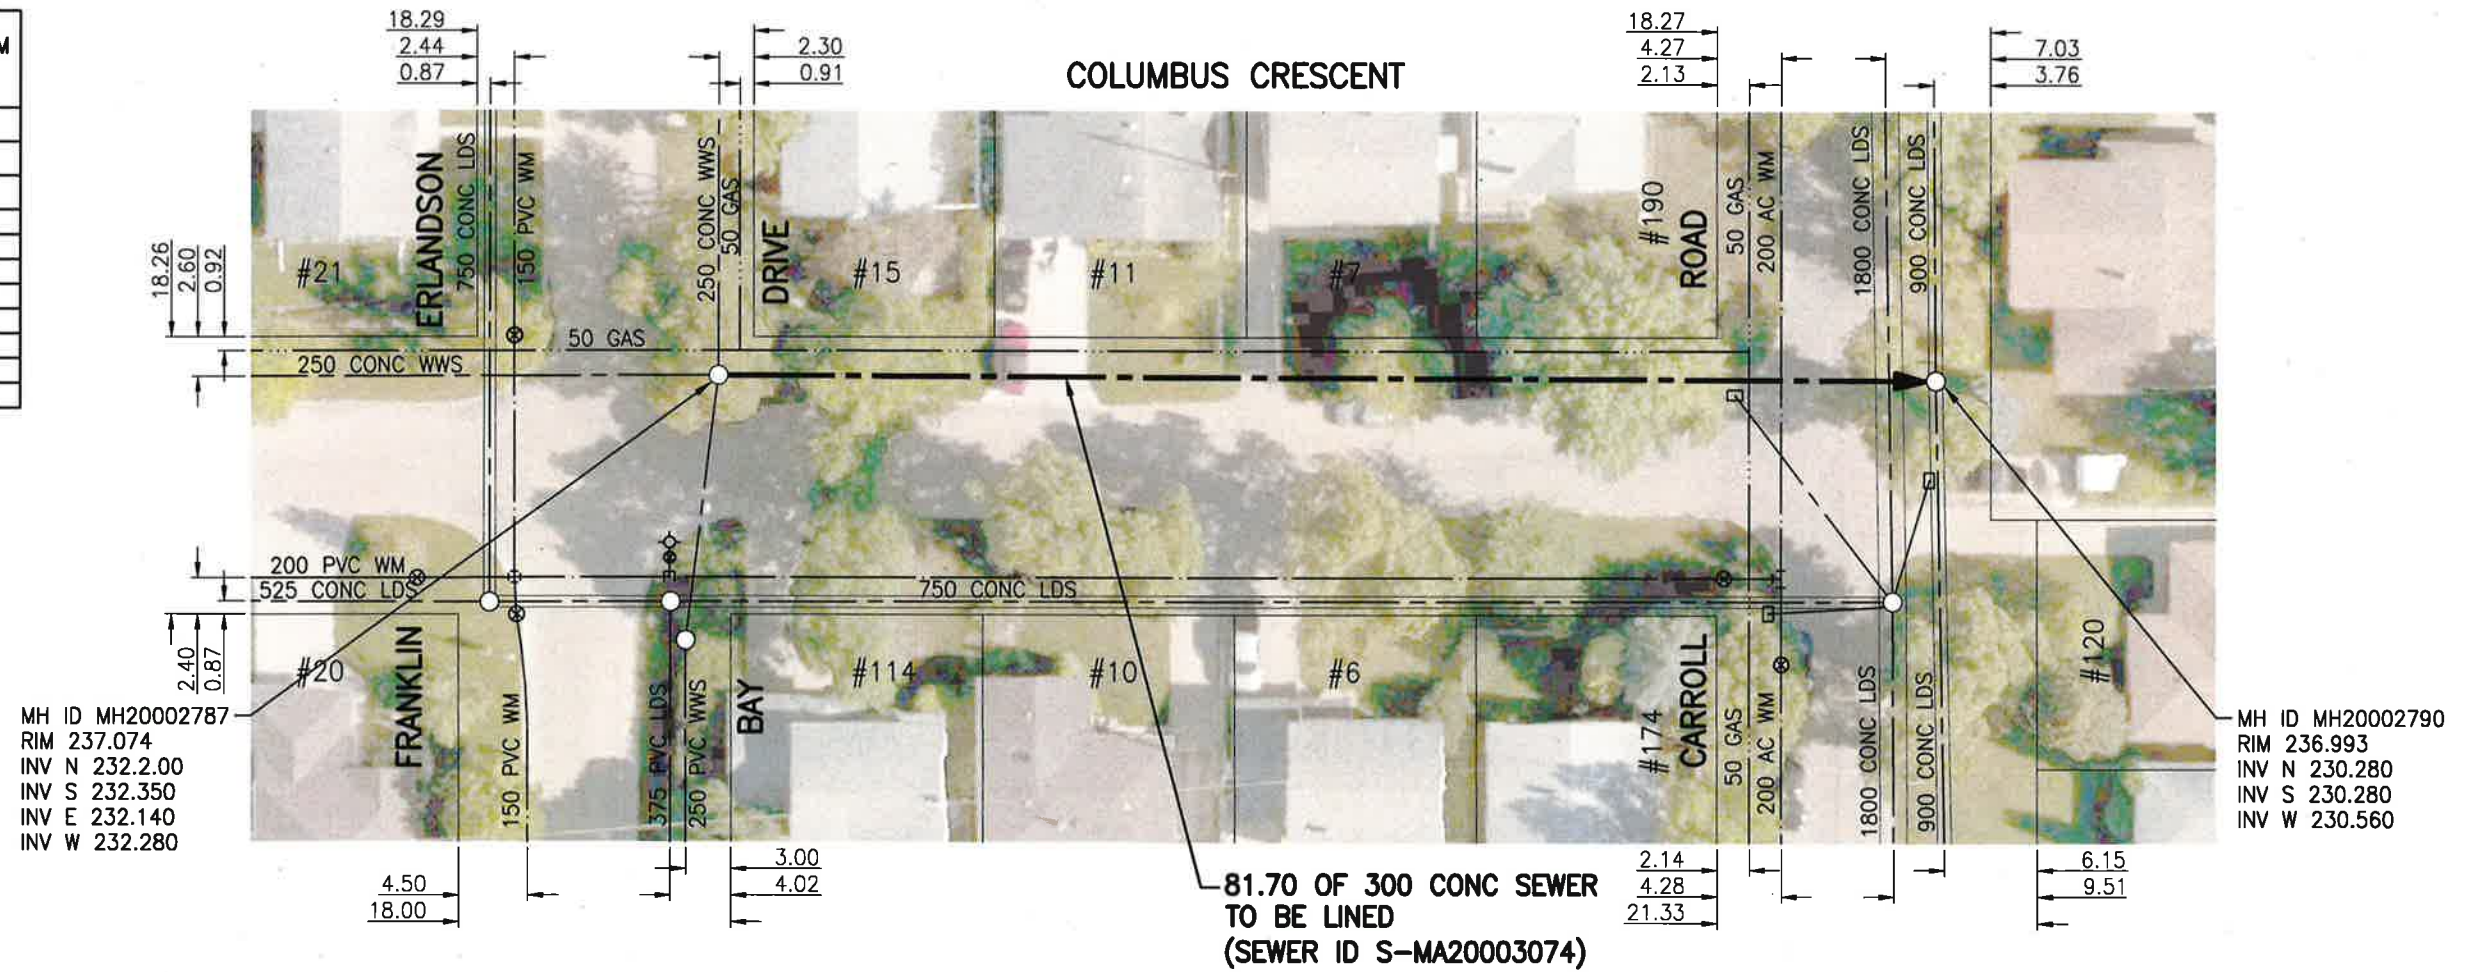 M
18.29
2.44
0.87
2.30
0.91
COLUMBUS CRESCENT
18.27
4.27
2.13
7.03
3.76
ERLANDSON
750 CONC LDS
150 PVC WM
250 CONC WWS
50 GAS
DRIVE
#190
ROAD
50 GAS
200 AC WM
1800 CONC LDS
900 CONC LDS
18.26
2.60
0.92
#21
#15
#11
#7
50 GAS
250 CONC WWS
200 PVC WM
525 CONC LDS
750 CONC LDS
2.40
0.87
#20
FRANKLIN
150 PVC WM
375 PVC LDS
250 PVC WWS
BAY
#114
#10
#6
#174
CARROLL
50 GAS
200 AC WM
1800 CONC LDS
900 CONC LDS
#120
MH ID MH20002787
RIM 237.074
INV N 232.2.00
INV S 232.350
INV E 232.140
INV W 232.280
MH ID MH20002790
RIM 236.993
INV N 230.280
INV S 230.280
INV W 230.560
4.50
18.00
3.00
4.02
81.70 OF 300 CONC SEWER
TO BE LINED
(SEWER ID S-MA20003074)
2.14
4.28
21.33
6.15
9.51